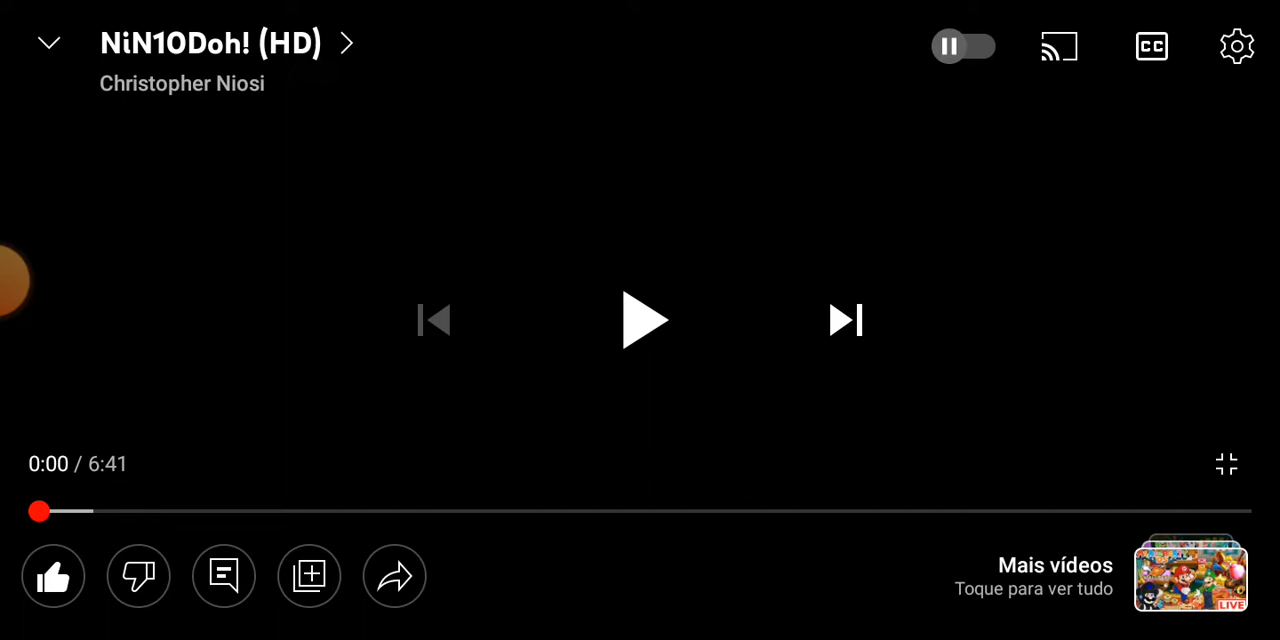 NiN10Doh! (HD)
Christopher Niosi
CC
0:00 / 6:41
Mais vídeos
Toque para ver tudo
LIVE